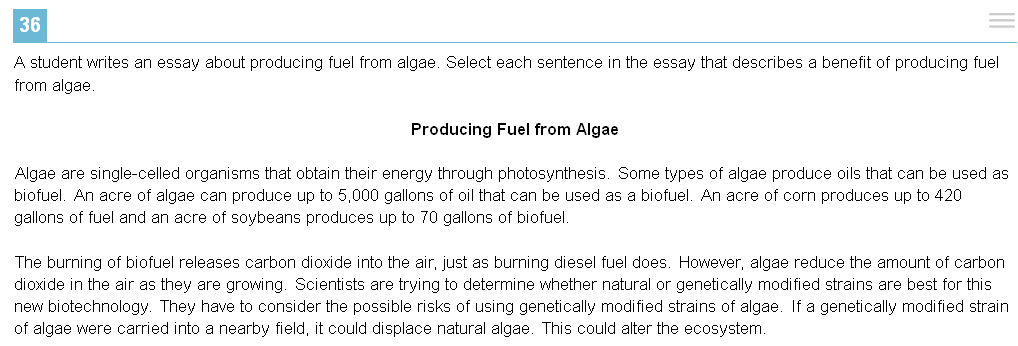 36
A student writes an essay about producing fuel from algae. Select each sentence in the essay that describes a benefit of producing fuel
from algae.
Producing Fuel from Algae
Algae are single-celled organisms that obtain their energy through photosynthesis. Some types of algae produce oils that can be used as
biofuel. An acre of algae can produce up to 5,000 gallons of oil that can be used as a biofuel. An acre of corn produces up to 420
gallons of fuel and an acre of soybeans produces up to 70 gallons of biofuel.
The burning of biofuel releases carbon dioxide into the air, just as burning diesel fuel does. However, algae reduce the amount of carbon
dioxide in the air as they are growing. Scientists are trying to determine whether natural or genetically modified strains are best for this
new biotechnology. They have to consider the possible risks of using genetically modified strains of algae. If a genetically modified strain
of algae were carried into a nearby field, it could displace natural algae. This could alter the ecosystem.